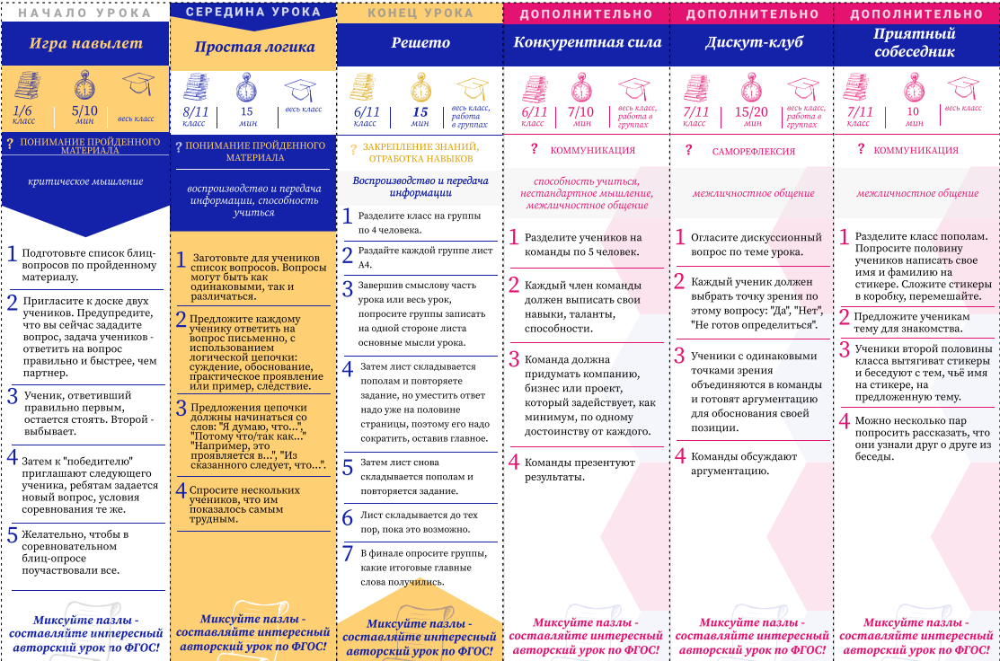 НАЧАЛО УРОКА
Игра навылет
1/6
класс
5/10
мин
весь класс
? ПОНИМАНИЕ ПРОЙДЕННОГО
МАТЕРИАЛА
критическое мышление
1 Подготовьте список блиц-
вопросов по пройденному
материалу.
2 Пригласите к доске двух
учеников. Предупредите,
что вы сейчас зададите
вопрос, задача учеников -
ответить на вопрос
правильно и быстрее, чем
партнер.
3 Ученик, ответивший
правильно первым,
остается стоять. Второй -
выбывает.
4 Затем к "победителю"
приглашают следующего
ученика, ребятам задается
новый вопрос, условия
соревнования те же.
5 Желательно, чтобы в
соревновательном
блиц-опросе
поучаствовали все.
Миксуйте пазлы -
составляйте интересный
авторский урок по ФГОС!
СЕРЕДИНА УРОКА
Простая логика
8/11
класс
15
мин
весь класс
? ПОНИМАНИЕ ПРОЙДЕННОГО
МАТЕРИАЛА
воспроизводство и передача
информации, способность
учиться
1 Заготовьте для учеников
список вопросов. Вопросы
могут быть как
одинаковыми, так и
различаться.
2 Предложите каждому
ученику ответить на
вопрос письменно, с
использованием
логической цепочки:
суждение, обоснование,
практическое проявление
или пример, следствие.
3 Предложения цепочки
должны начинаться со
слов: "Я думаю, что...",
"Потому что/так как..."
"Например, это
проявляется в...", "Из
сказанного следует, что...".
4 Спросите нескольких
учеников, что им
показалось самым
трудным.
Миксуйте пазлы -
составляйте интересный
авторский урок по ФГОС!
КОНЕЦ УРОКА
Решето
6/11
класс
15
мин
весь класс,
работа
в группах
? ЗАКРЕПЛЕНИЕ ЗНАНИЙ,
ОТРАБОТКА НАВЫКОВ
Воспроизводство и передача
информации
1 Разделите класс на группы
по 4 человека.
2 Раздайте каждой группе лист
А4.
3 Завершив смыслову часть
урока или весь урок,
попросите группы записать
на одной стороне листа
основные мысли урока.
4 Затем лист складывается
пополам и повторяете
задание, но уместить ответ
надо уже на половине
страницы, поэтому его надо
сократить, оставив главное.
5 Затем лист снова
складывается пополам и
повторяется задание.
6 Лист складывается до тех
пор, пока это возможно.
7 В финале опросите группы,
какие итоговые главные
слова получились.
Миксуйте пазлы -
составляйте интересный
авторский урок по ФГОС!
ДОПОЛНИТЕЛЬНО
Конкурентная сила
6/11
класс
7/10
мин
весь класс,
работа в
группах
? КОММУНИКАЦИЯ
способность учиться,
нестандартное мышление,
межличностное общение
1 Разделите учеников на
команды по 5 человек.
2 Каждый член команды
должен выписать свои
навыки, таланты,
способности.
3 Команда должна
придумать компанию,
бизнес или проект,
который задействует, как
минимум, по одному
достоинству от каждого.
4 Команды презентуют
результаты.
Миксуйте пазлы -
составляйте интересный
авторский урок по ФГОС!
ДОПОЛНИТЕЛЬНО
Дискут-клуб
7/11
класс
15/20
мин
весь класс,
работа в
группах
? САМОРЕФЛЕКСИЯ
межличностное общение
1 Огласите дискуссионный
вопрос по теме урока.
2 Каждый ученик должен
выбрать точку зрения по
этому вопросу: "Да", "Нет",
"Не готов определиться".
3 Ученики с одинаковыми
точками зрения
объединяются в команды
и готовят аргументацию
для обоснования своей
позиции.
4 Команды обсуждают
аргументацию.
Миксуйте пазлы -
составляйте интересный
авторский урок по ФГОС!
ДОПОЛНИТЕЛЬНО
Приятный
собеседник
7/11
класс
10
мин
весь класс
? КОММУНИКАЦИЯ
межличностное общение
1 Разделите класс пополам.
Попросите половину
учеников написать свое
имя и фамилию на
стикере. Сложите стикеры
в коробку, перемешайте.
2 Предложите ученикам
тему для знакомства.
3 Ученики второй половины
класса вытягиват стикеры
и беседуют с тем, чьё имя
на стикере, на
предложенную тему.
4 Можно несколько пар
попросить рассказать, что
они узнали друг о друге из
беседы.
Миксуйте пазлы -
составляйте интересный
авторский урок по ФГОС!